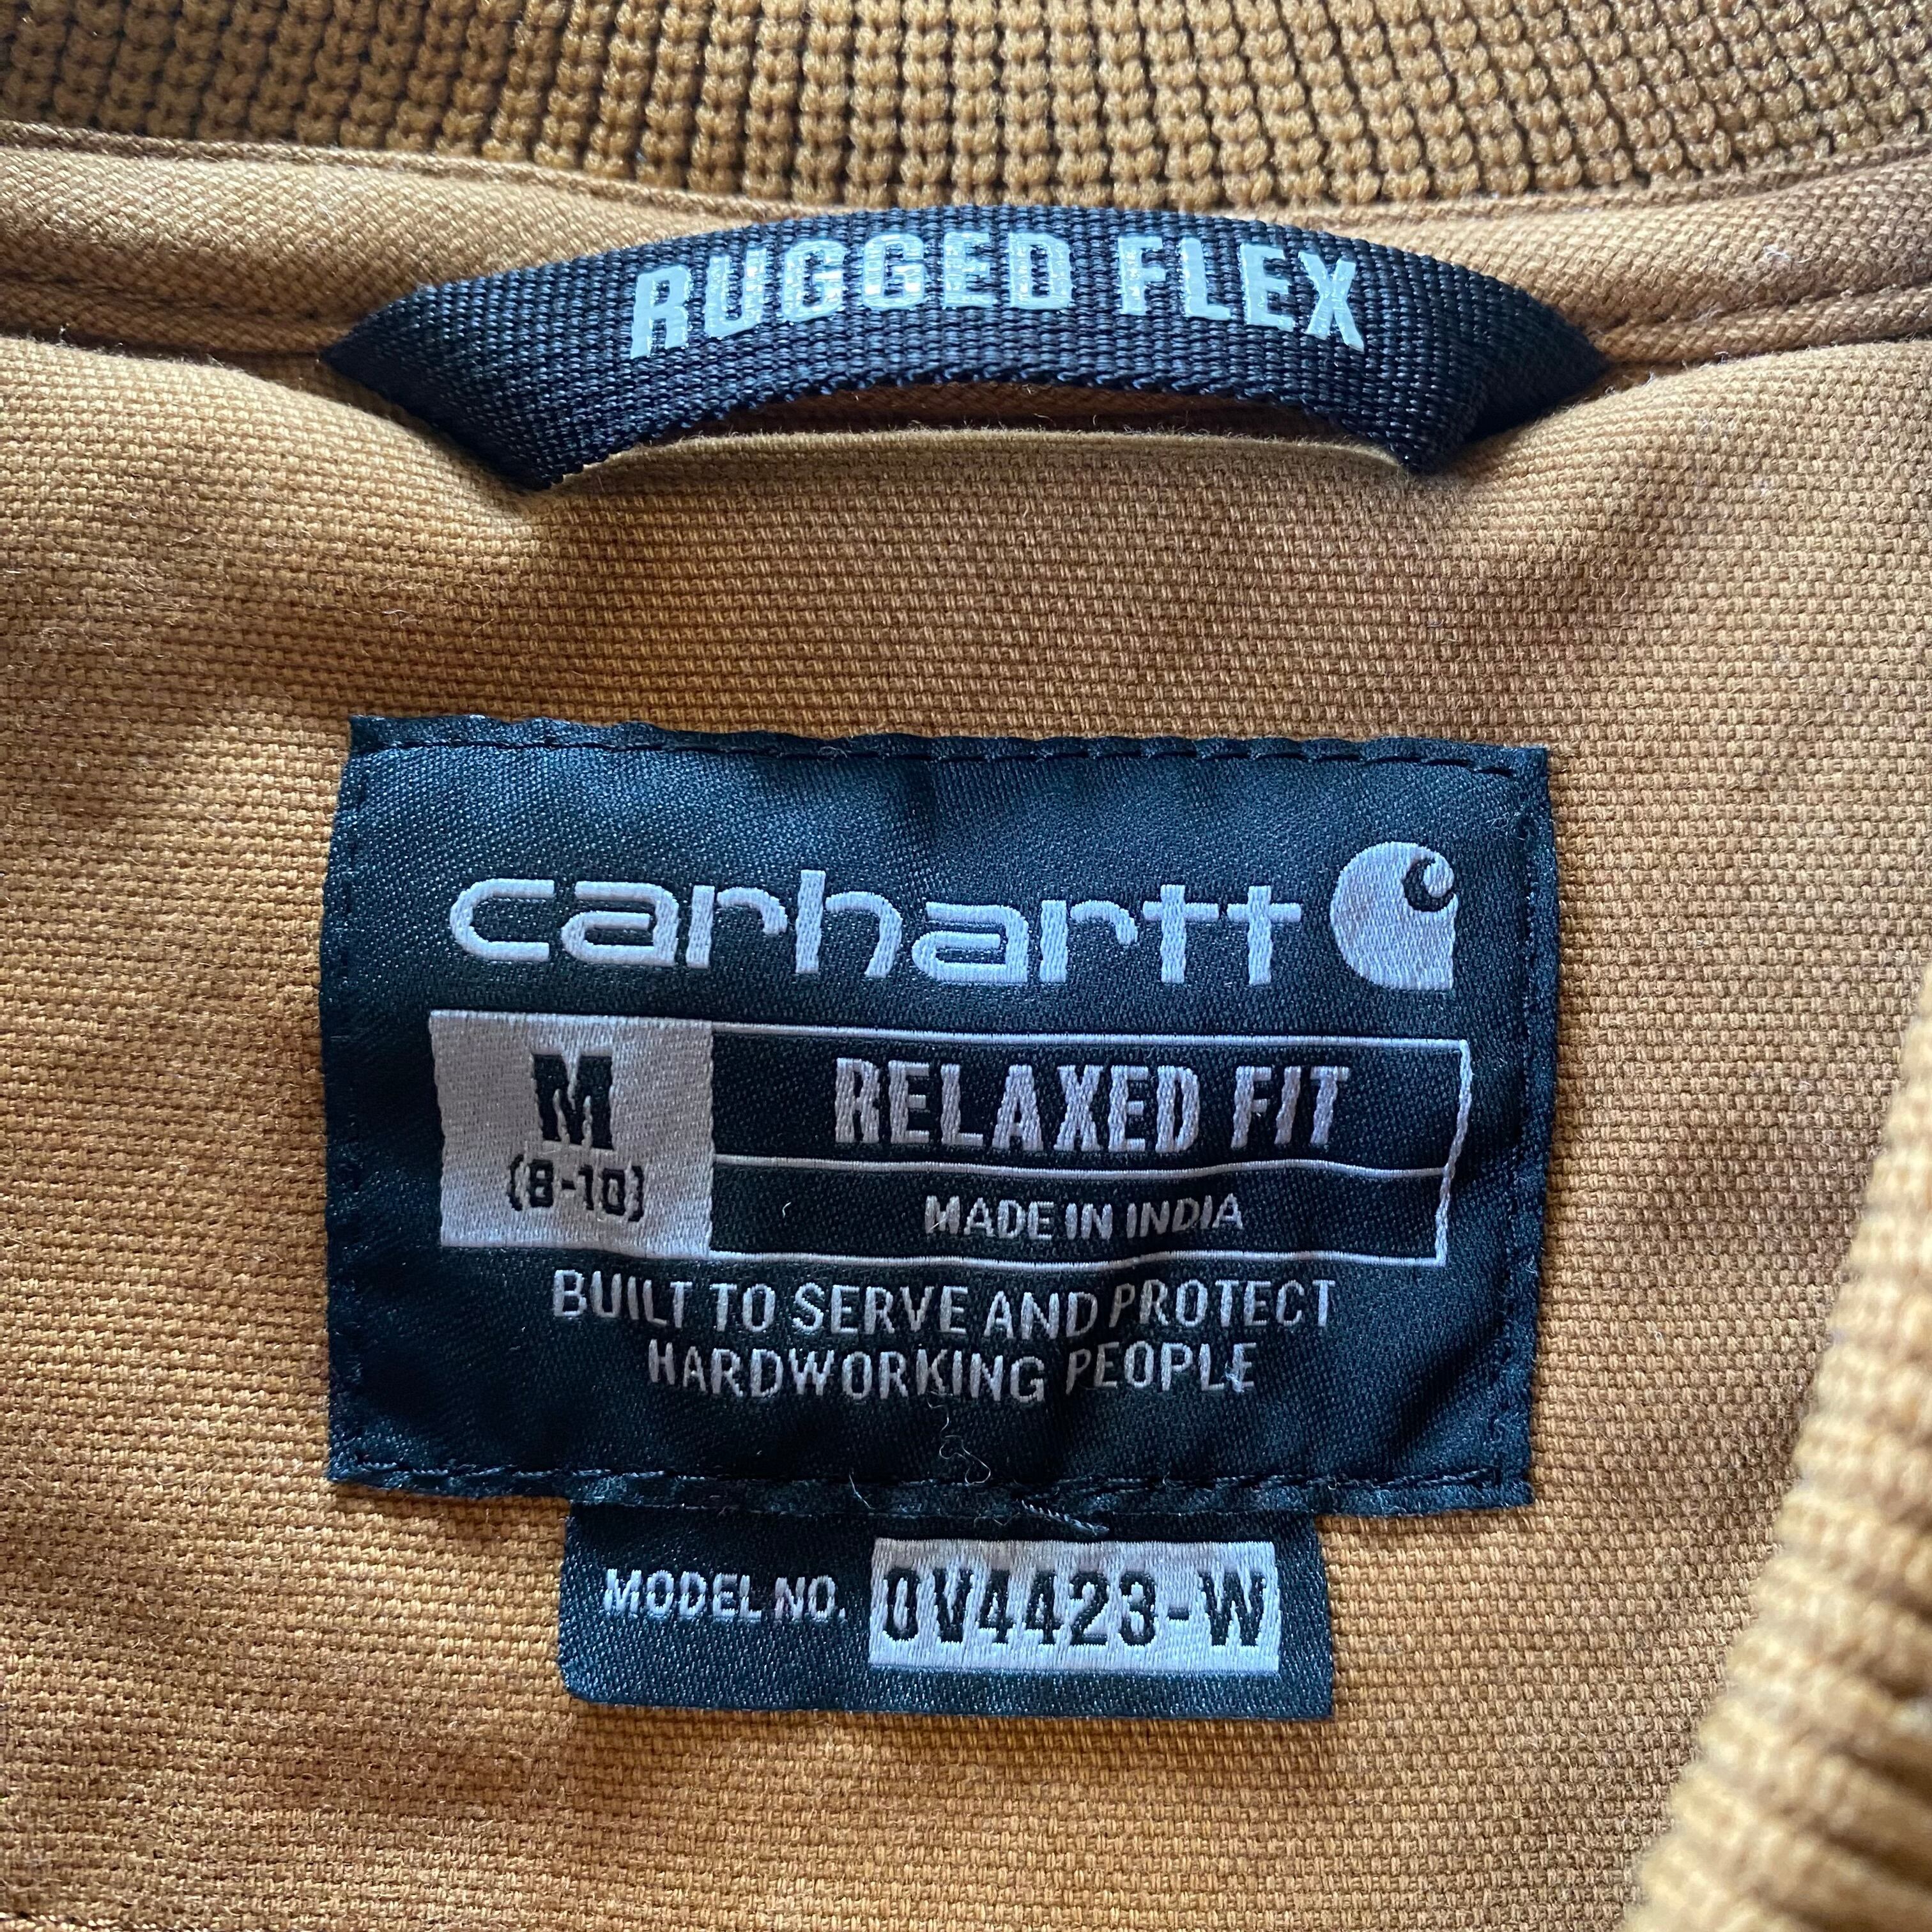 RUGGED FLEX
carhartt
M
(8-10)
RELAXED FIT
MADE IN INDIA
BUILT TO SERVE AND PROTECT
HARDWORKING PEOPLE
MODEL NO. OV4423-W